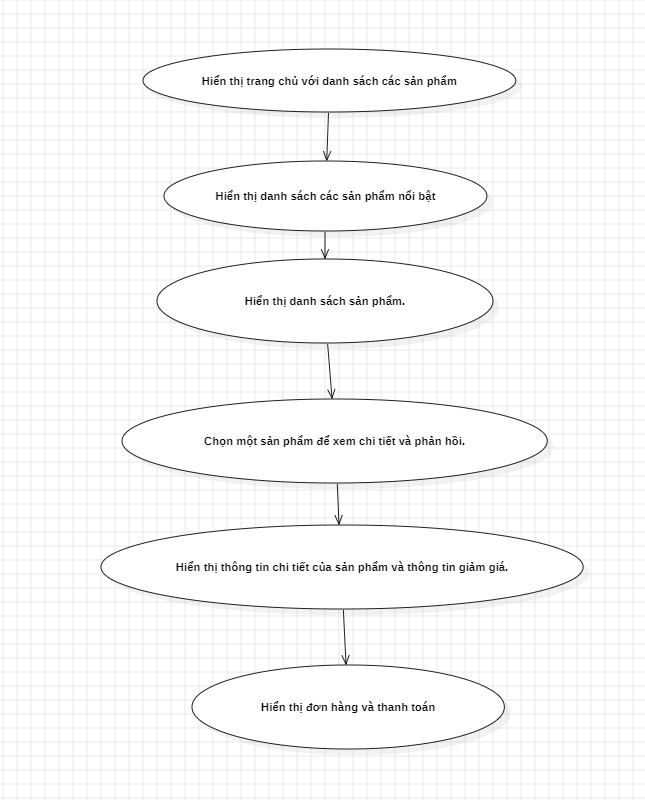 Hiển thị trang chủ với danh sách các sản phẩm
Hiển thị danh sách các sản phẩm nổi bật
Hiển thị danh sách sản phẩm.
Chọn một sản phẩm để xem chi tiết và phản hồi.
Hiển thị thông tin chi tiết của sản phẩm và thông tin giảm giá.
Hiển thị đơn hàng và thanh toán